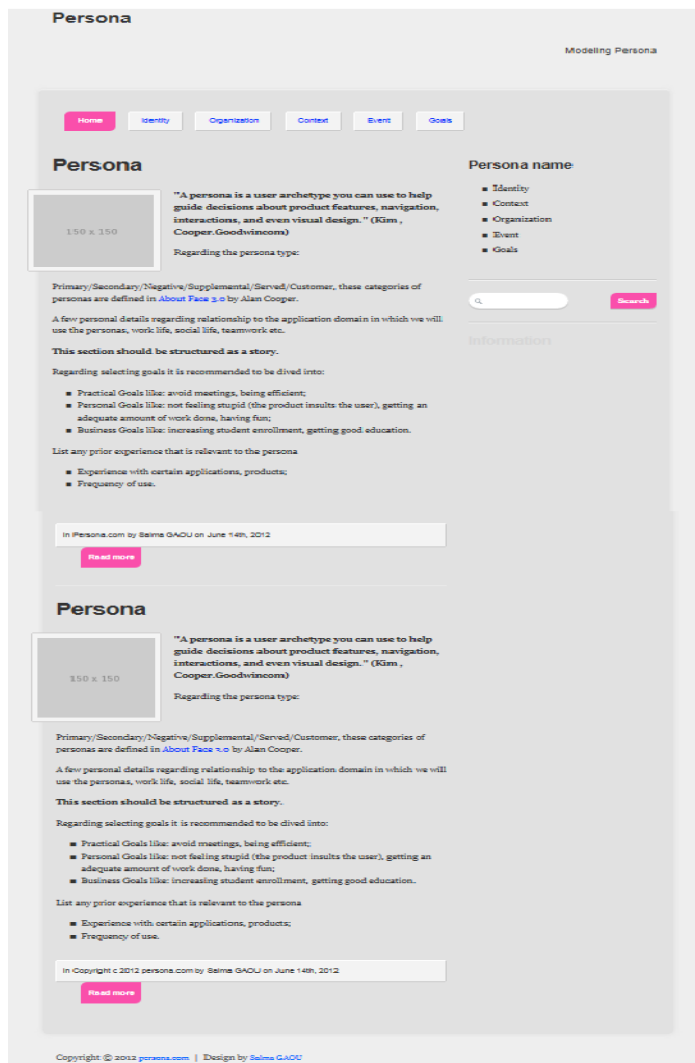 Persona
Modeling Persona
Home Identity Organization Context Event Goals
Persona
150 x 150
"A persona is a user archetype you can use to help
guide decisions about product features, navigation,
interactions, and even visual design." (Kim ,
Cooper.Goodwincom)
Regarding the persona type:
Primary/Secondary/Negative/Supplemental/Served/Customer, these categories of
personas are defined in About Face 3.0 by Alan Cooper.
A few personal details regarding relationship to the application domain in which we will
use the personas, work life, social life, teamwork etc.
This section should be structured as a story.
Regarding selecting goals it is recommended to be dived into:
Practical Goals like: avoid meetings, being efficient;
Personal Goals like: not feeling stupid (the product insults the user), getting an
adequate amount of work done, having fun;
Business Goals like: increasing student enrollment, getting good education.
List any prior experience that is relevant to the persona
Experience with certain applications, products;
Frequency of use.
In iPersona.com by Salma GAOU on June 14th, 2012
Read more
Persona name
Identity
Context
Organization
Event
Goals
Search
Information
Persona
150 x 150
"A persona is a user archetype you can use to help
guide decisions about product features, navigation,
interactions, and even visual design." (Kim ,
Cooper.Goodwincom)
Regarding the persona type:
Primary/Secondary/Negative/Supplemental/Served/Customer, these categories of
personas are defined in About Face 3.0 by Alan Cooper.
A few personal details regarding relationship to the application domain in which we will
use the personas, work life, social life, teamwork etc.
This section should be structured as a story.
Regarding selecting goals it is recommended to be dived into:
Practical Goals like: avoid meetings, being efficient;
Personal Goals like: not feeling stupid (the product insults the user), getting an
adequate amount of work done, having fun;
Business Goals like: increasing student enrollment, getting good education.
List any prior experience that is relevant to the persona
Experience with certain applications, products;
Frequency of use.
In Copyright c 2012 persona.com by Salma GAOU on June 14th, 2012
Read more
Copyright © 2012 persona.com | Design by Salma GAOU